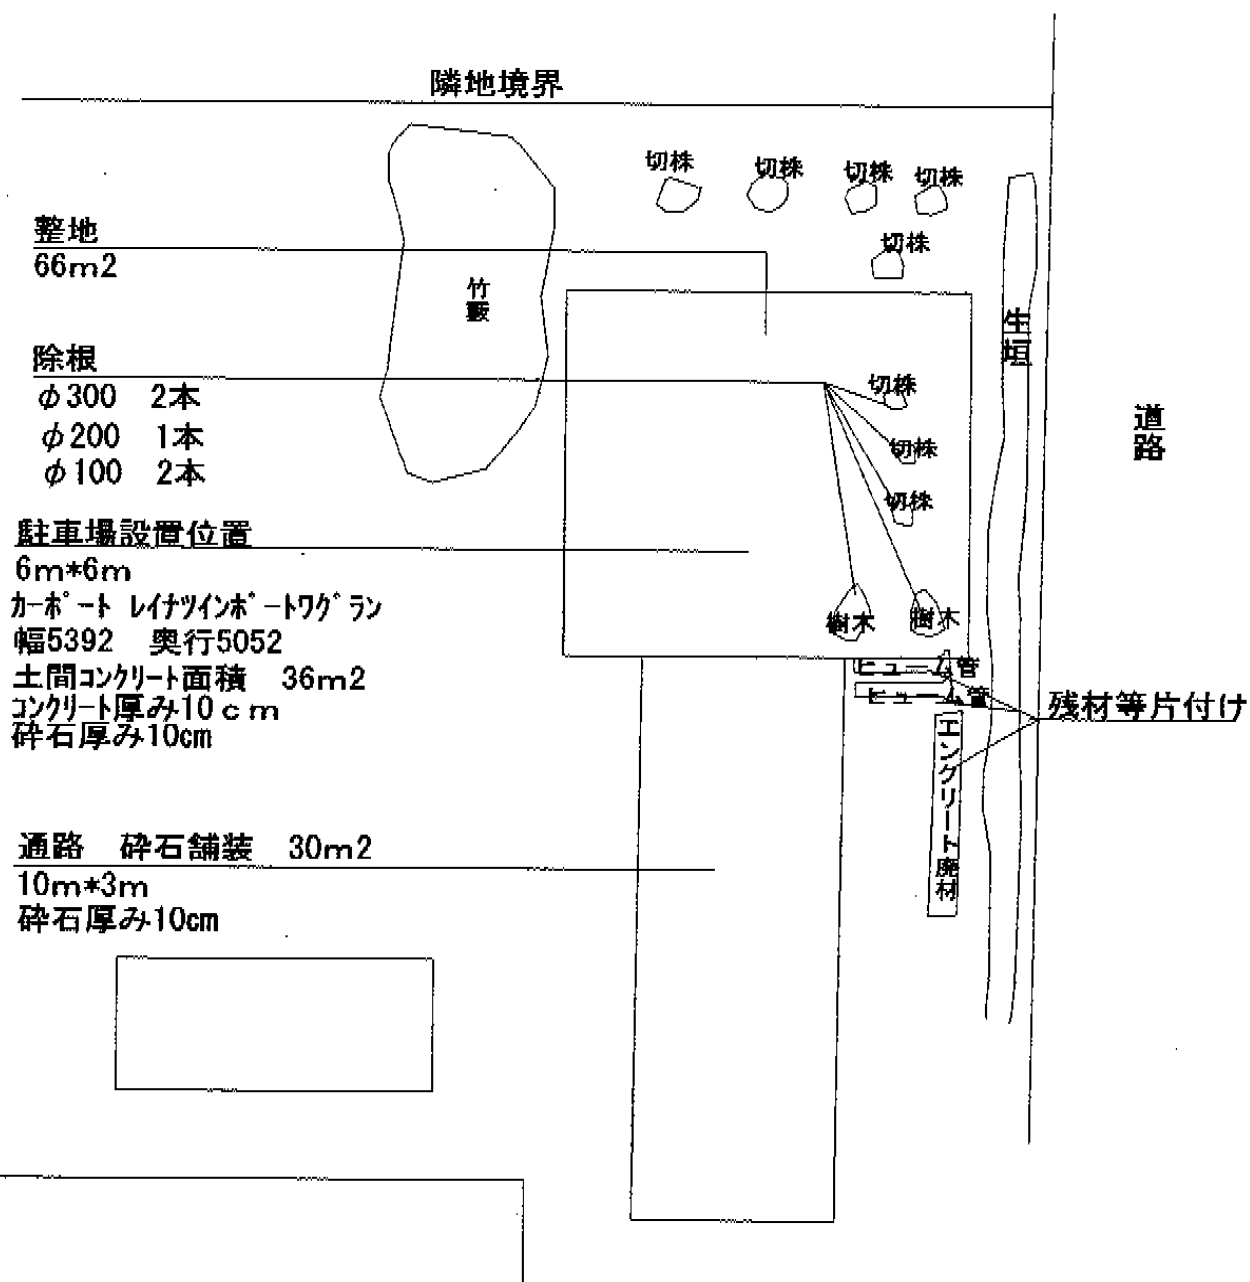 隣地境界
切株
切株
切株
切株
切株
整地
66m2
竹
藪
生
垣
道
路
除根
φ300 2本
φ200 1本
φ100 2本
切株
切株
切株
駐車場設置位置
6m*6m
カーポート レイナツインポートワグラン
幅5392 奥行5052
土間コンクリート面積 36m2
コンクリート厚み10cm
砕石厚み10cm
樹木
樹木
ヒューム管
ヒューム管
残材等片付け
エンクリート廃材
通路 砕石舗装 30m2
10m*3m
砕石厚み10cm